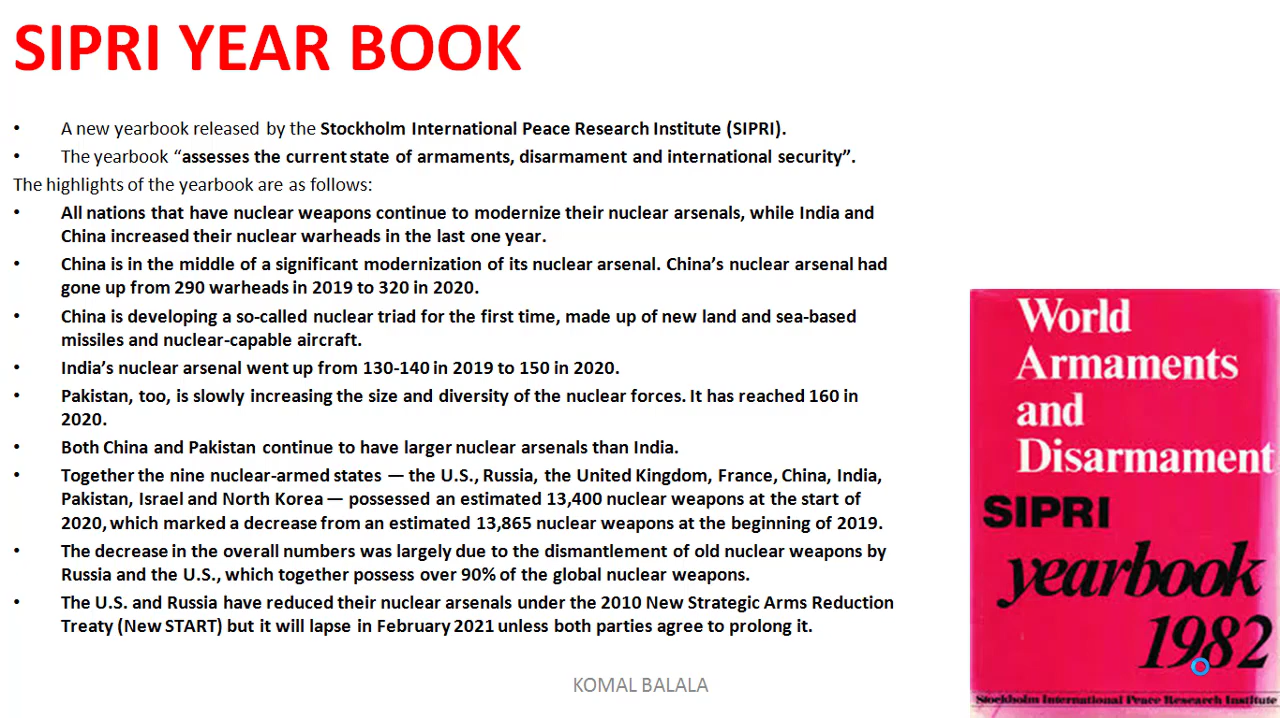 SIPRI YEAR BOOK
• A new yearbook released by the Stockholm International Peace Research Institute (SIPRI).
• The yearbook “assesses the current state of armaments, disarmament and international security”.
The highlights of the yearbook are as follows:
• All nations that have nuclear weapons continue to modernize their nuclear arsenals, while India and
China increased their nuclear warheads in the last one year.
• China is in the middle of a significant modernization of its nuclear arsenal. China’s nuclear arsenal had
gone up from 290 warheads in 2019 to 320 in 2020.
• China is developing a so-called nuclear triad for the first time, made up of new land and sea-based
missiles and nuclear-capable aircraft.
• India’s nuclear arsenal went up from 130-140 in 2019 to 150 in 2020.
• Pakistan, too, is slowly increasing the size and diversity of the nuclear forces. It has reached 160 in
2020.
• Both China and Pakistan continue to have larger nuclear arsenals than India.
• Together the nine nuclear-armed states — the U.S., Russia, the United Kingdom, France, China, India,
Pakistan, Israel and North Korea — possessed an estimated 13,400 nuclear weapons at the start of
2020, which marked a decrease from an estimated 13,865 nuclear weapons at the beginning of 2019.
• The decrease in the overall numbers was largely due to the dismantlement of old nuclear weapons by
Russia and the U.S., which together possess over 90% of the global nuclear weapons.
• The U.S. and Russia have reduced their nuclear arsenals under the 2010 New Strategic Arms Reduction
Treaty (New START) but it will lapse in February 2021 unless both parties agree to prolong it.
World
Armaments
and
Disarmament
SIPRI
yearbook
1982
Stockholm International Peace Research Institute
KOMAL BALALA